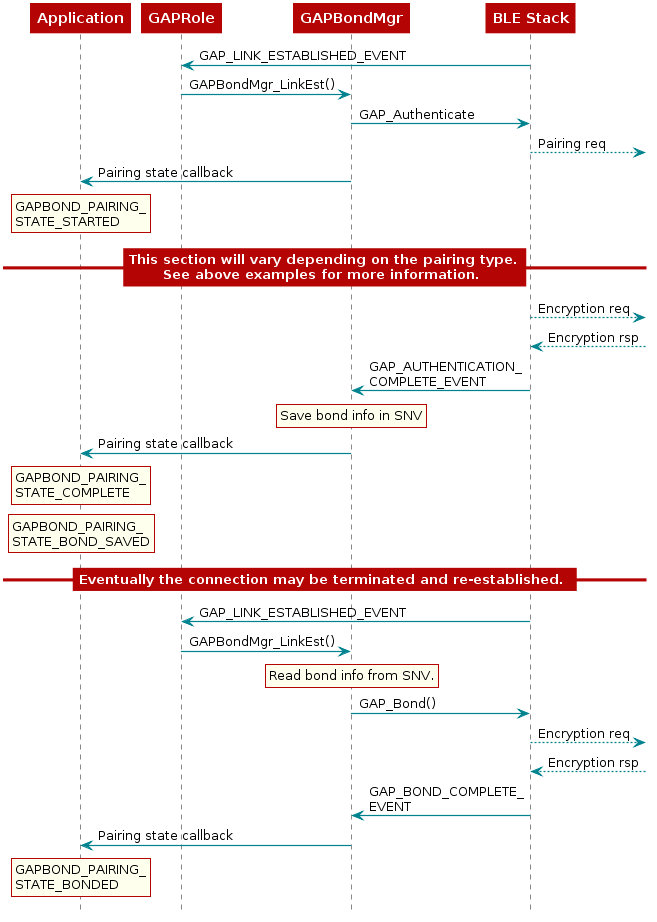 Application GAPRole GAPBondMgr BLE Stack
GAP_LINK_ESTABLISHED_EVENT
GAPBondMgr_LinkEst()
GAP_Authenticate
Pairing req
Pairing state callback
GAPBOND_PAIRING_
STATE_STARTED
This section will vary depending on the pairing type.
See above examples for more information.
Encryption req
Encryption rsp
GAP_AUTHENTICATION_
COMPLETE_EVENT
Save bond info in SNV
Pairing state callback
GAPBOND_PAIRING_
STATE_COMPLETE
GAPBOND_PAIRING_
STATE_BOND_SAVED
Eventually the connection may be terminated and re-established.
GAP_LINK_ESTABLISHED_EVENT
GAPBondMgr_LinkEst()
Read bond info from SNV.
GAP_Bond()
Encryption req
Encryption rsp
GAP_BOND_COMPLETE_
EVENT
Pairing state callback
GAPBOND_PAIRING_
STATE_BONDED